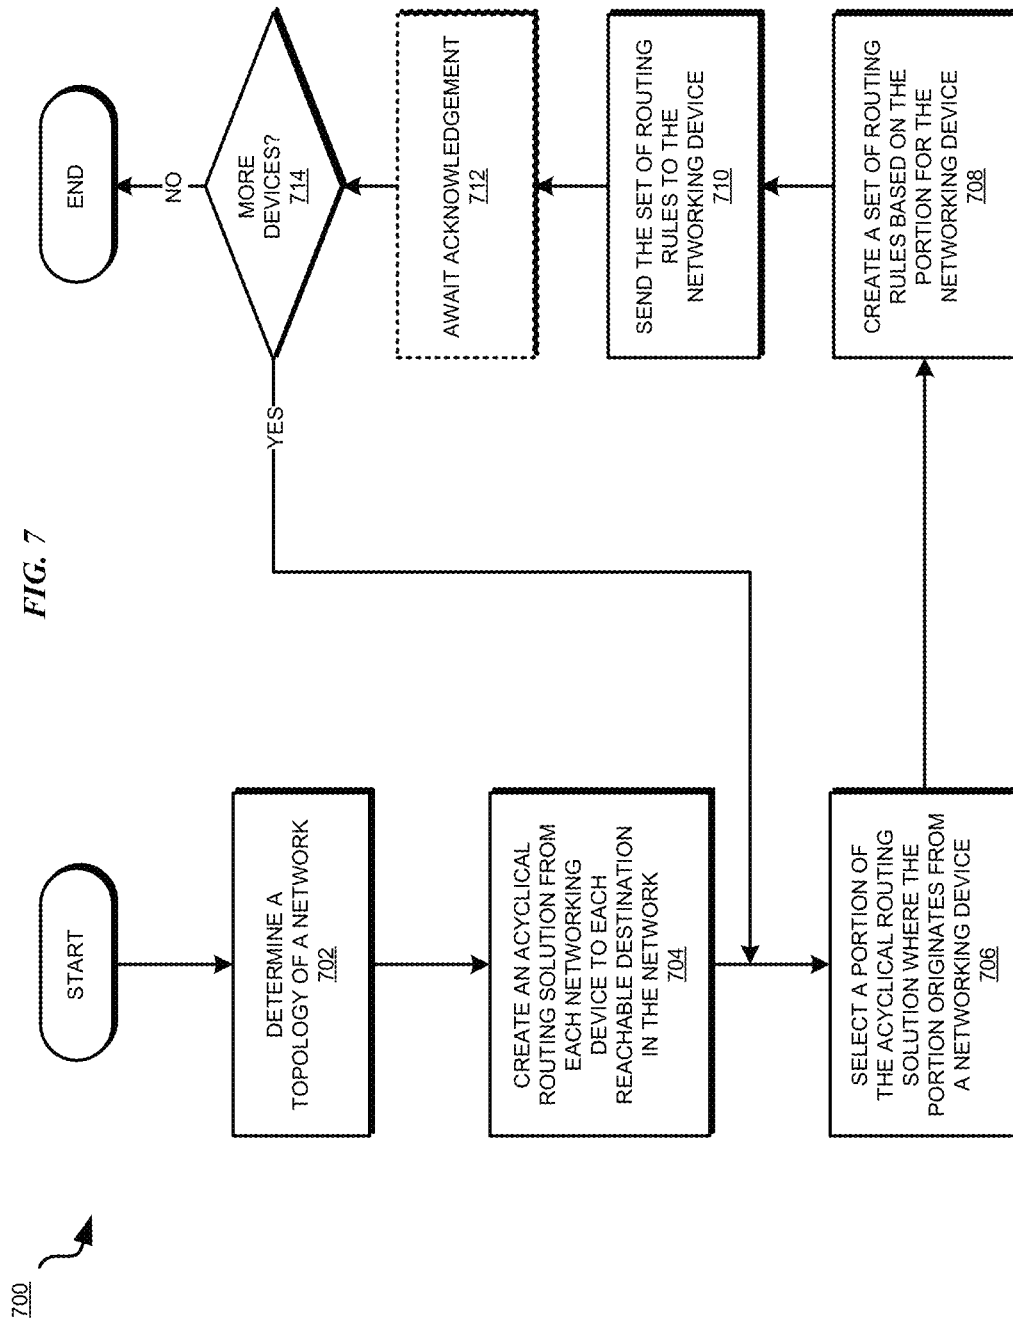 FIG. 7
700
START
DETERMINE A
TOPOLOGY OF A NETWORK
702
CREATE AN ACYCLICAL
ROUTING SOLUTION FROM
EACH NETWORKING
DEVICE TO EACH
REACHABLE DESTINATION
IN THE NETWORK
704
SELECT A PORTION OF
THE ACYCLICAL ROUTING
SOLUTION WHERE THE
PORTION ORIGINATES FROM
A NETWORKING DEVICE
706
CREATE A SET OF ROUTING
RULES BASED ON THE
PORTION FOR THE
NETWORKING DEVICE
708
SEND THE SET OF ROUTING
RULES TO THE
NETWORKING DEVICE
710
AWAIT ACKNOWLEDGEMENT
712
MORE
DEVICES?
714
YES
NO
END